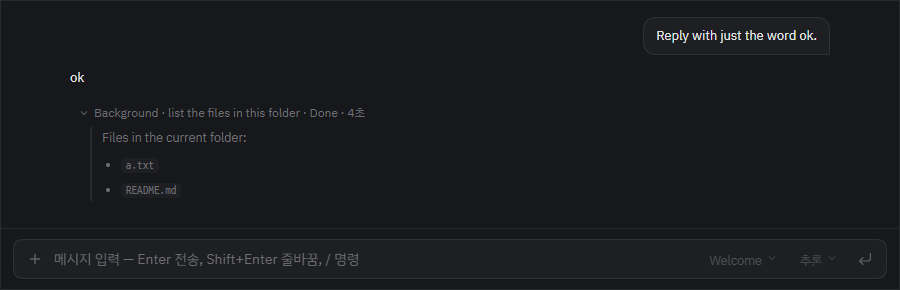 Reply with just the word ok.
ok
Background · list the files in this folder · Done · 4초
Files in the current folder:
a.txt
README.md
메시지 입력 — Enter 전송, Shift+Enter 줄바꿈, / 명령
Welcome
추론